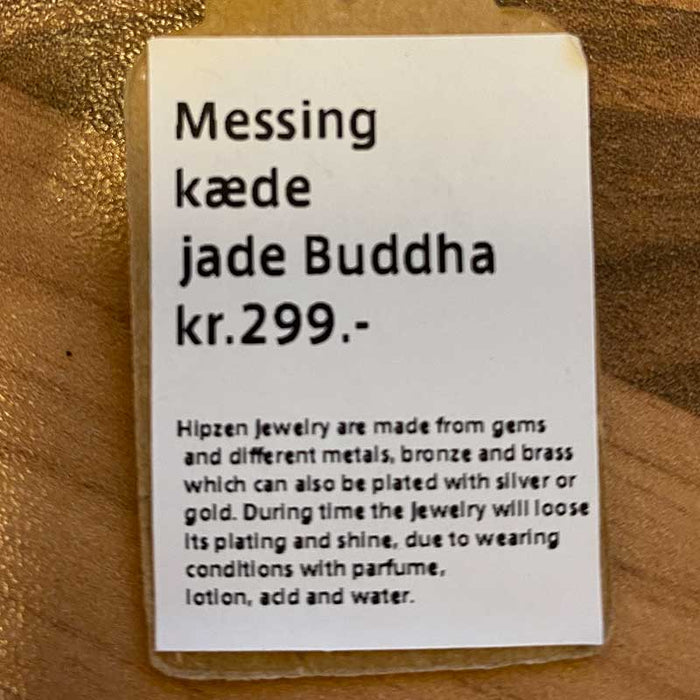 Messing
kæde
jade Buddha
kr.299.-
Hipzen Jewelry are made from gems
and different metals, bronze and brass
which can also be plated with silver or
gold. During time the Jewelry will loose
its plating and shine, due to wearing
conditions with parfume,
lotion, acid and water.